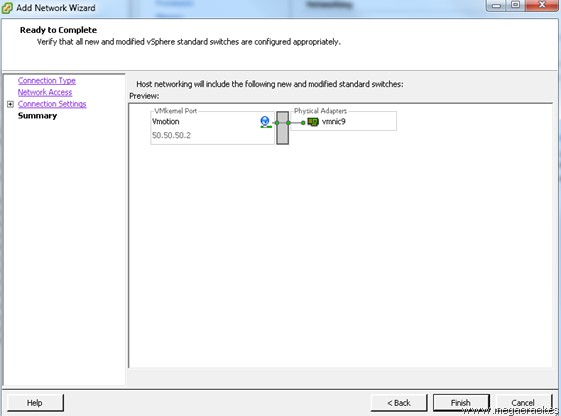 Add Network Wizard
Ready to Complete
Verify that all new and modified vSphere standard switches are configured appropriately.
Connection Type
Network Access
Connection Settings
Summary
Host networking will include the following new and modified standard switches:
Preview:
VMkernel Port
Physical Adapters
Vmotion
vmnic9
50.50.50.2
Help
< Back
Finish
Cancel
www.megacrack.es